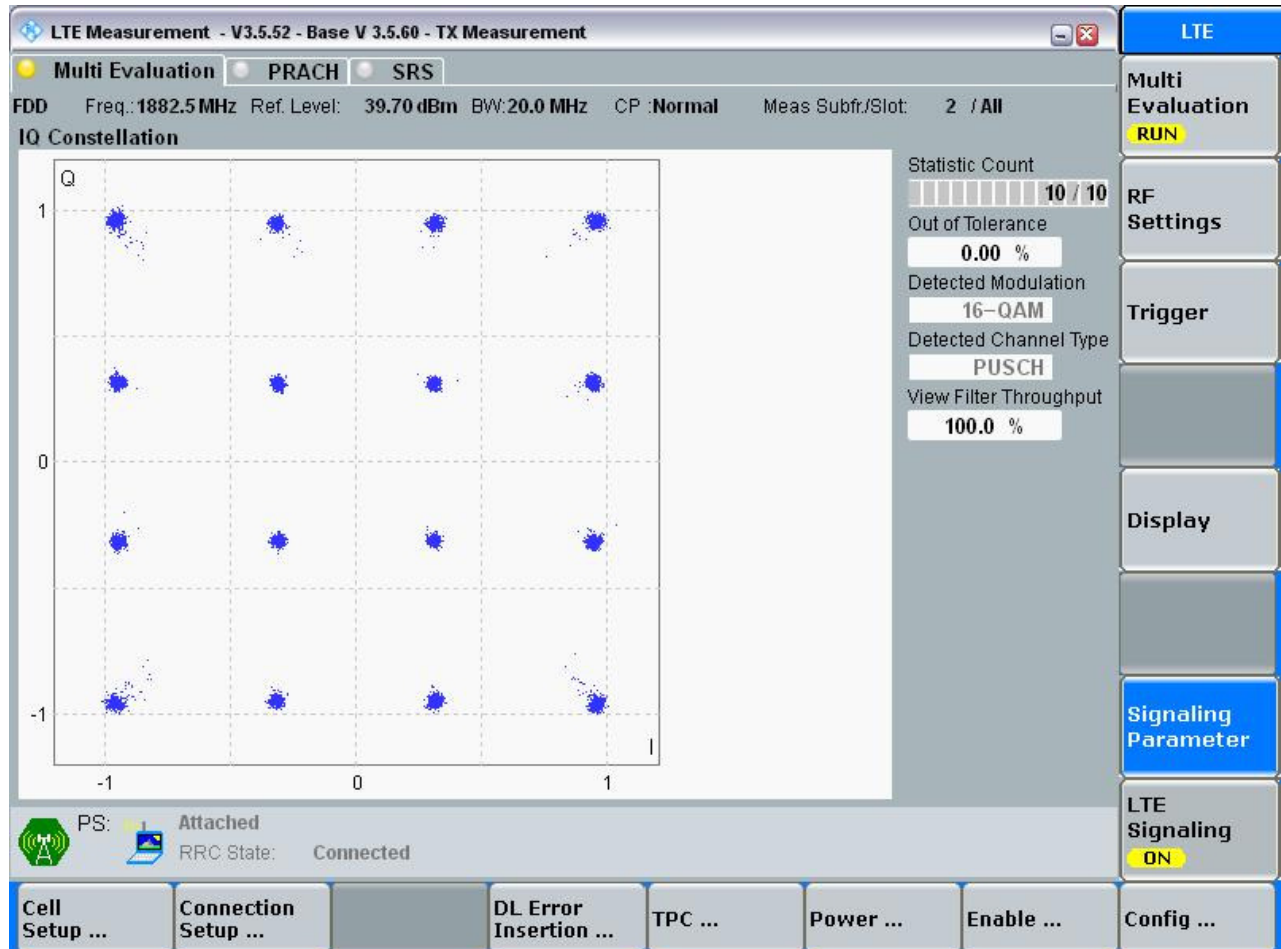 LTE Measurement - V3.5.52 - Base V 3.5.60 - TX Measurement
LTE
Multi Evaluation PRACH SRS
FDD Freq.: 1882.5 MHz Ref. Level: 39.70 dBm BW: 20.0 MHz CP :Normal Meas Subfr./Slot: 2 / All
IQ Constellation
Q
1
0
-1
I
-1 0 1
Statistic Count
10 / 10
Out of Tolerance
0.00 %
Detected Modulation
16-QAM
Detected Channel Type
PUSCH
View Filter Throughput
100.0 %
Multi
Evaluation
RUN
RF
Settings
Trigger
Display
Signaling
Parameter
LTE
Signaling
ON
PS: Attached
RRC State: Connected
Cell
Setup ...
Connection
Setup ...
DL Error
Insertion ...
TPC ...
Power ...
Enable ...
Config ...